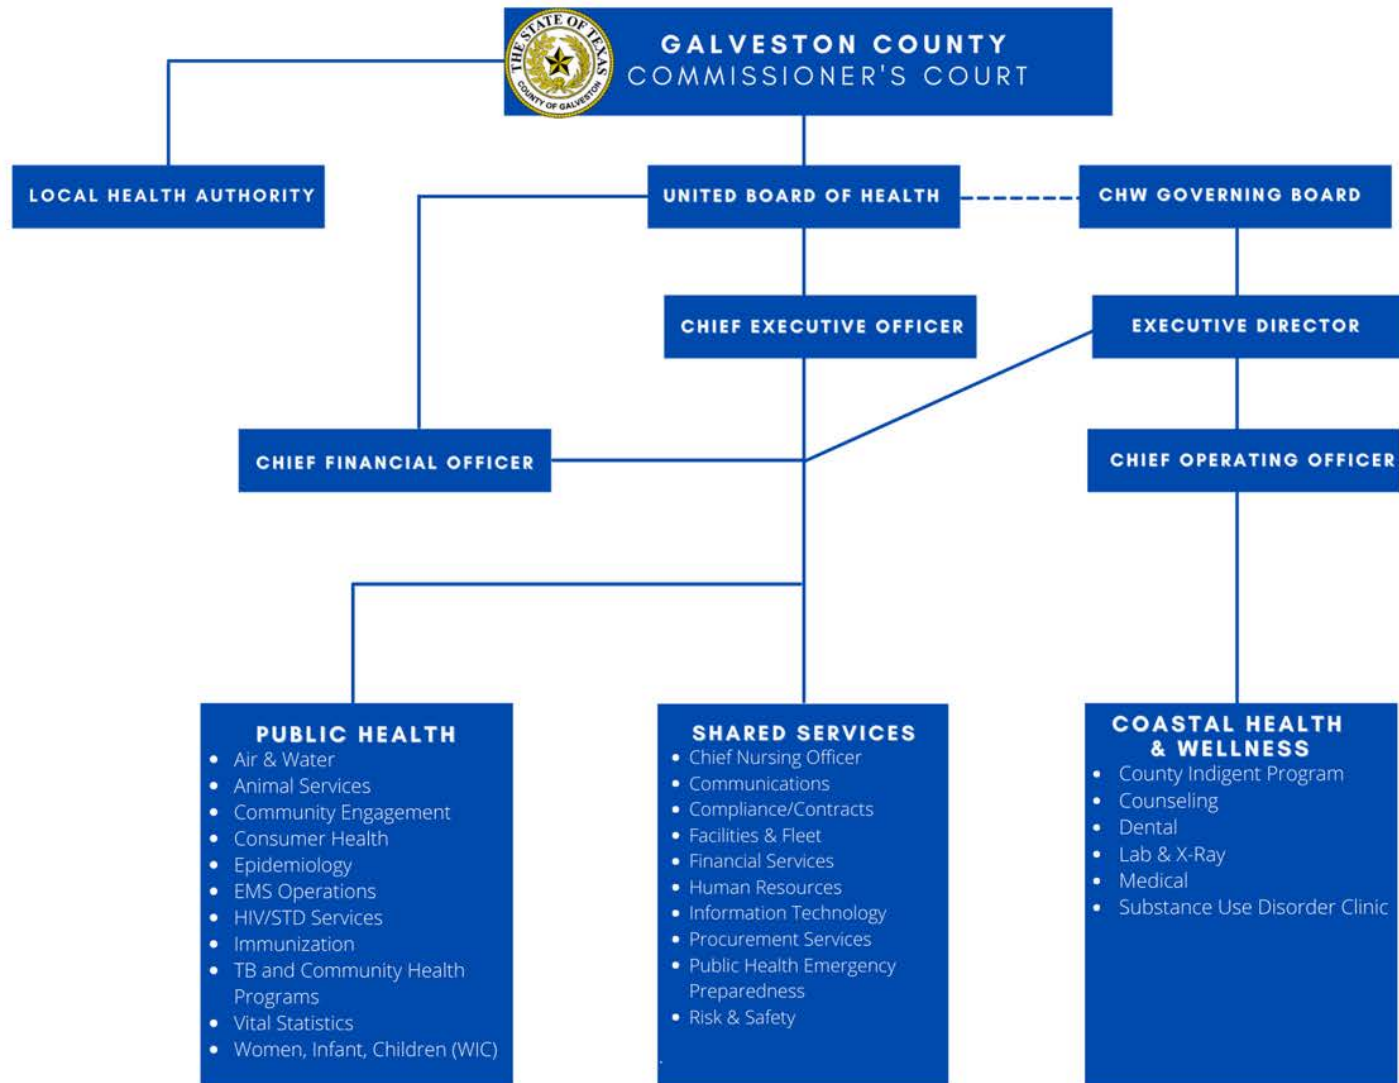 THE STATE OF TEXAS
COUNTY OF GALVESTON
GALVESTON COUNTY
COMMISSIONER'S COURT
LOCAL HEALTH AUTHORITY
UNITED BOARD OF HEALTH
CHW GOVERNING BOARD
CHIEF EXECUTIVE OFFICER
EXECUTIVE DIRECTOR
CHIEF FINANCIAL OFFICER
CHIEF OPERATING OFFICER
PUBLIC HEALTH
• Air & Water
• Animal Services
• Community Engagement
• Consumer Health
• Epidemiology
• EMS Operations
• HIV/STD Services
• Immunization
• TB and Community Health
Programs
• Vital Statistics
• Women, Infant, Children (WIC)
SHARED SERVICES
• Chief Nursing Officer
• Communications
• Compliance/Contracts
• Facilities & Fleet
• Financial Services
• Human Resources
• Information Technology
• Procurement Services
• Public Health Emergency
Preparedness
• Risk & Safety
.
COASTAL HEALTH
& WELLNESS
• County Indigent Program
• Counseling
• Dental
• Lab & X-Ray
• Medical
• Substance Use Disorder Clinic